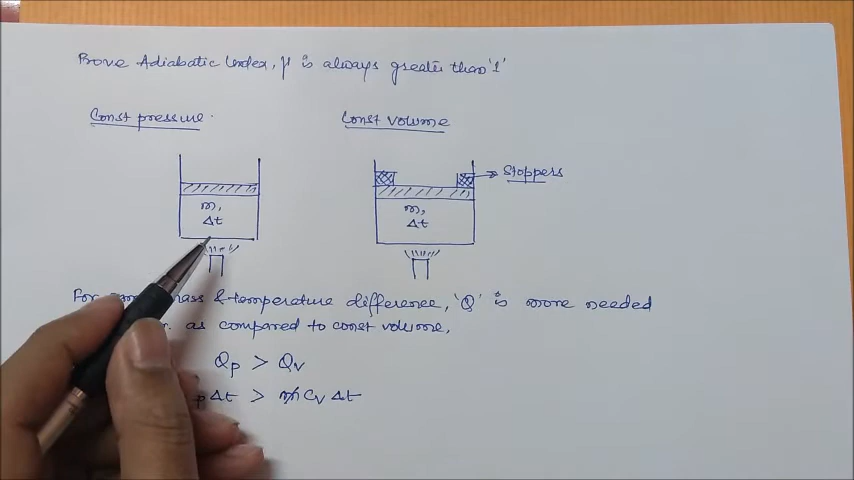 Prove Adiabatic Index, γ is always greater than '1'
Const pressure.
Const volume
Stoppers
m,
Δt
m,
Δt
For mass & temperature difference, 'Q' is more needed
as compared to const volume,
Qp > Qv
pΔt > m Cv Δt